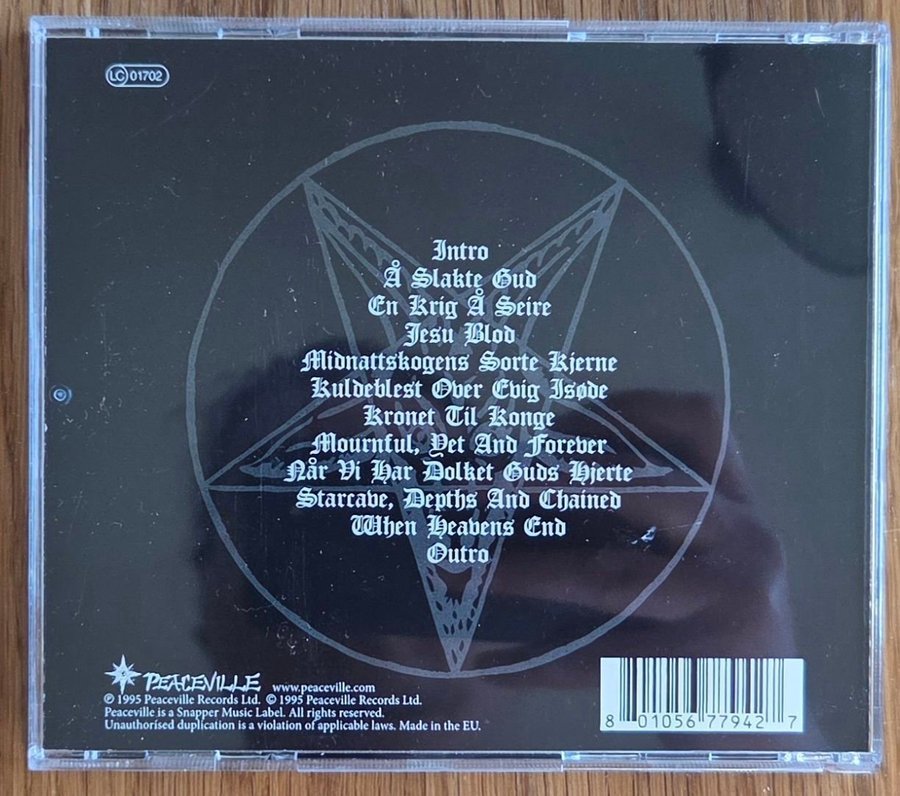 LC 01702
Intro
Å Slakte Gud
En Krig Å Seire
Jesu Blod
Midnattskogens Sorte Kjerne
Kuldeblest Over Evig Isøde
Kronet Til Konge
Mournful, Yet And Forever
Når Vi Har Dolket Guds Hjerte
Starcave, Depths And Chained
When Heavens End
Outro
PEACEVILLE www.peaceville.com
℗ 1995 Peaceville Records Ltd. © 1995 Peaceville Records Ltd.
Peaceville is a Snapper Music Label. All rights reserved.
Unauthorised duplication is a violation of applicable laws. Made in the EU.
8 01056 77942 7